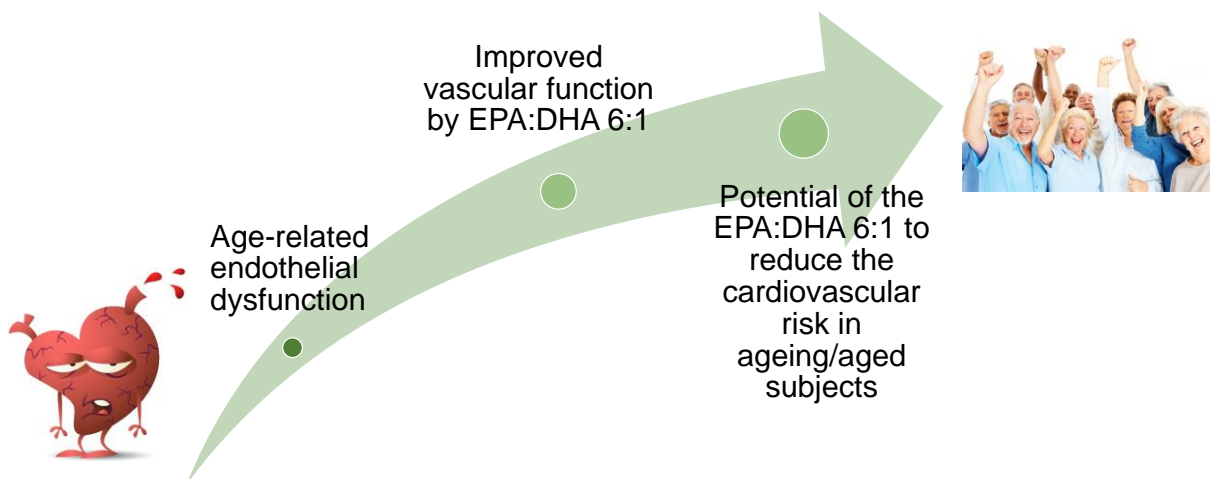 Improved
vascular function
by EPA:DHA 6:1
Age-related
endothelial
dysfunction
Potential of the
EPA:DHA 6:1 to
reduce the
cardiovascular
risk in
ageing/aged
subjects